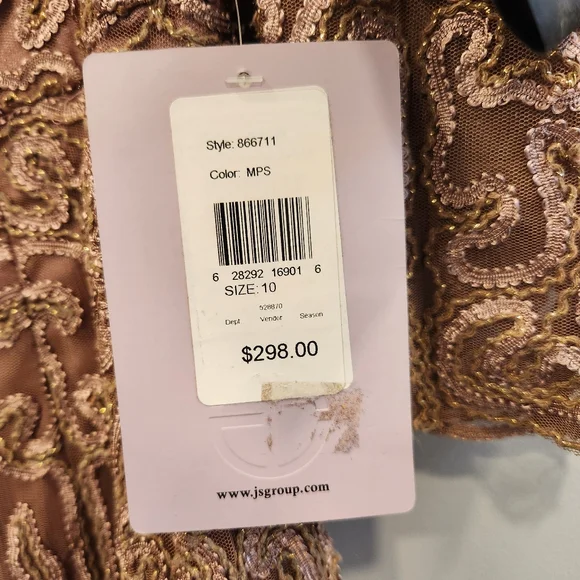 Style: 866711
Color: MPS
6 28292 16901 6
SIZE: 10
528870
Dept Vendor Season
$298.00
www.jsgroup.com